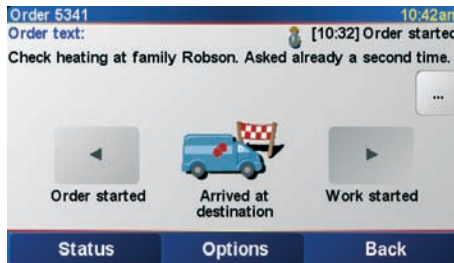 Order 5341 10:42am
Order text: [10:32] Order started
Check heating at family Robson. Asked already a second time.
...
Order started Arrived at destination Work started
Status Options Back